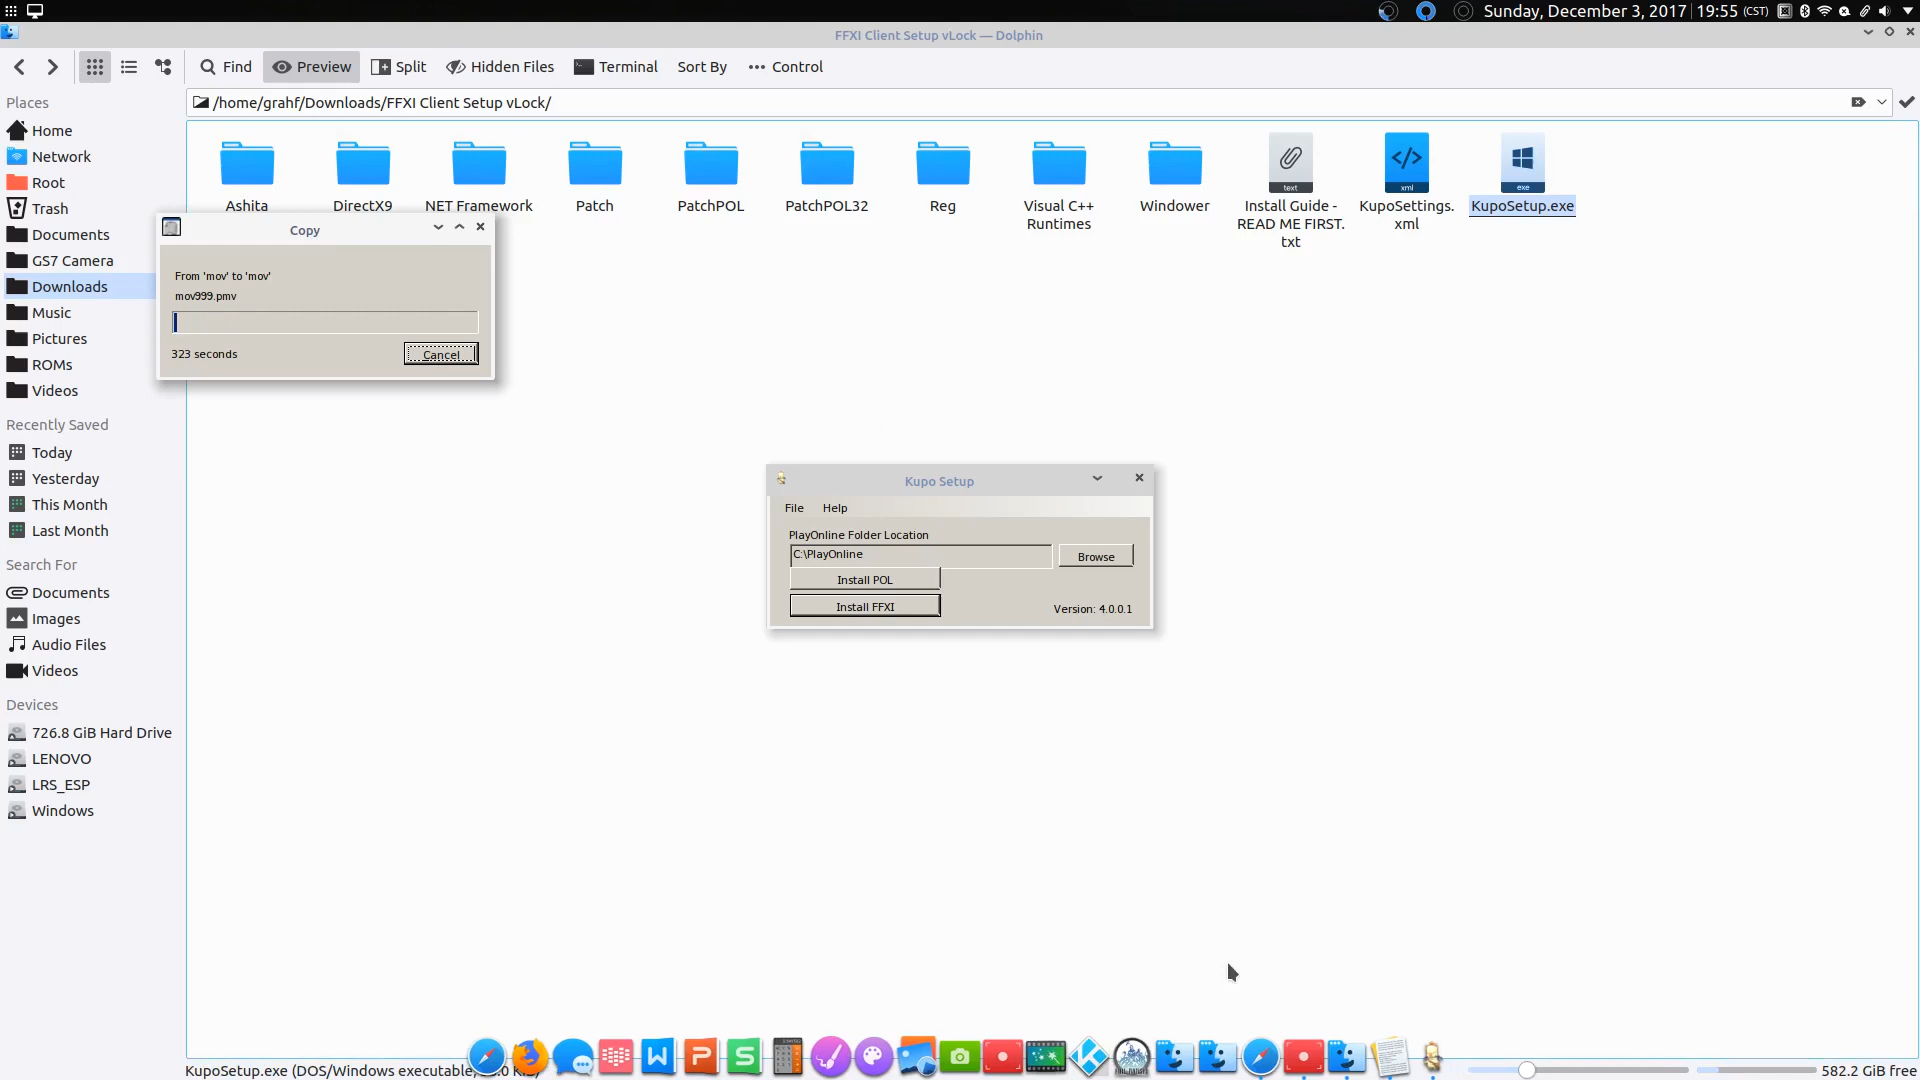 Sunday, December 3, 2017 19:55 (CST)
FFXI Client Setup vLock — Dolphin
Find
Preview
Split
Hidden Files
Terminal
Sort By
Control
Places
/home/grahf/Downloads/FFXI Client Setup vLock/
Home
Network
Root
Trash
Documents
GS7 Camera
Downloads
Music
Pictures
ROMs
Videos
Recently Saved
Today
Yesterday
This Month
Last Month
Search For
Documents
Images
Audio Files
Videos
Devices
726.8 GiB Hard Drive
LENOVO
LRS_ESP
Windows
text
xml
exe
Ashita
DirectX9
NET Framework
Patch
PatchPOL
PatchPOL32
Reg
Visual C++
Runtimes
Windower
Install Guide -
READ ME FIRST.
txt
KupoSettings.
xml
KupoSetup.exe
Copy
From 'mov' to 'mov'
mov999.pmv
323 seconds
Cancel
Kupo Setup
File
Help
PlayOnline Folder Location
C:\PlayOnline
Browse
Install POL
Install FFXI
Version: 4.0.0.1
W
P
S
KupoSetup.exe (DOS/Windows executable,
582.2 GiB free